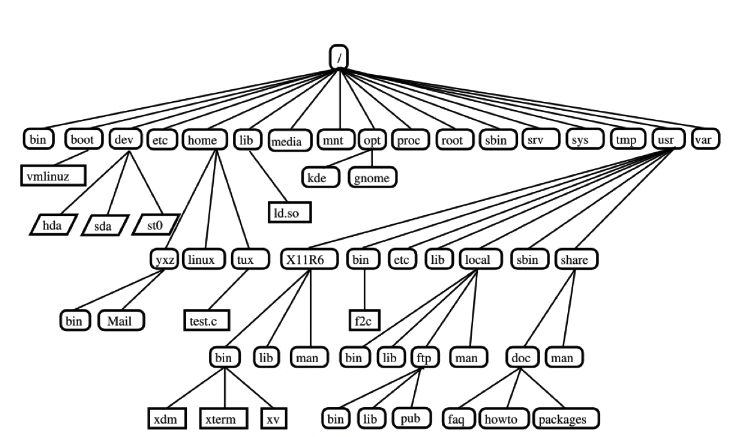 /
bin boot dev etc home lib media mnt opt proc root sbin srv sys tmp usr var
vmlinuz kde gnome
hda sda st0 ld.so
yxz linux tux X11R6 bin etc lib local sbin share
bin Mail test.c f2c
bin lib man bin lib ftp man doc man
xdm xterm xv bin lib pub faq howto packages